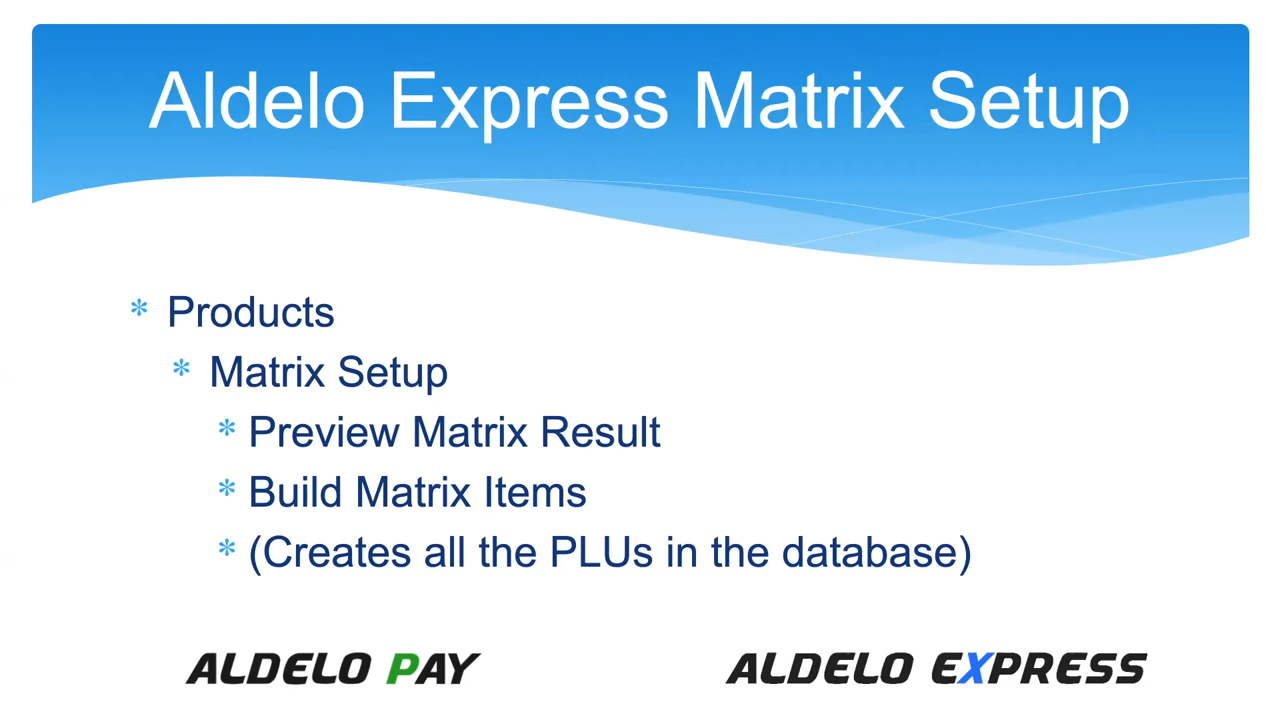 Aldelo Express Matrix Setup
* Products
* Matrix Setup
* Preview Matrix Result
* Build Matrix Items
* (Creates all the PLUs in the database)
ALDELO PAY
ALDELO EXPRESS